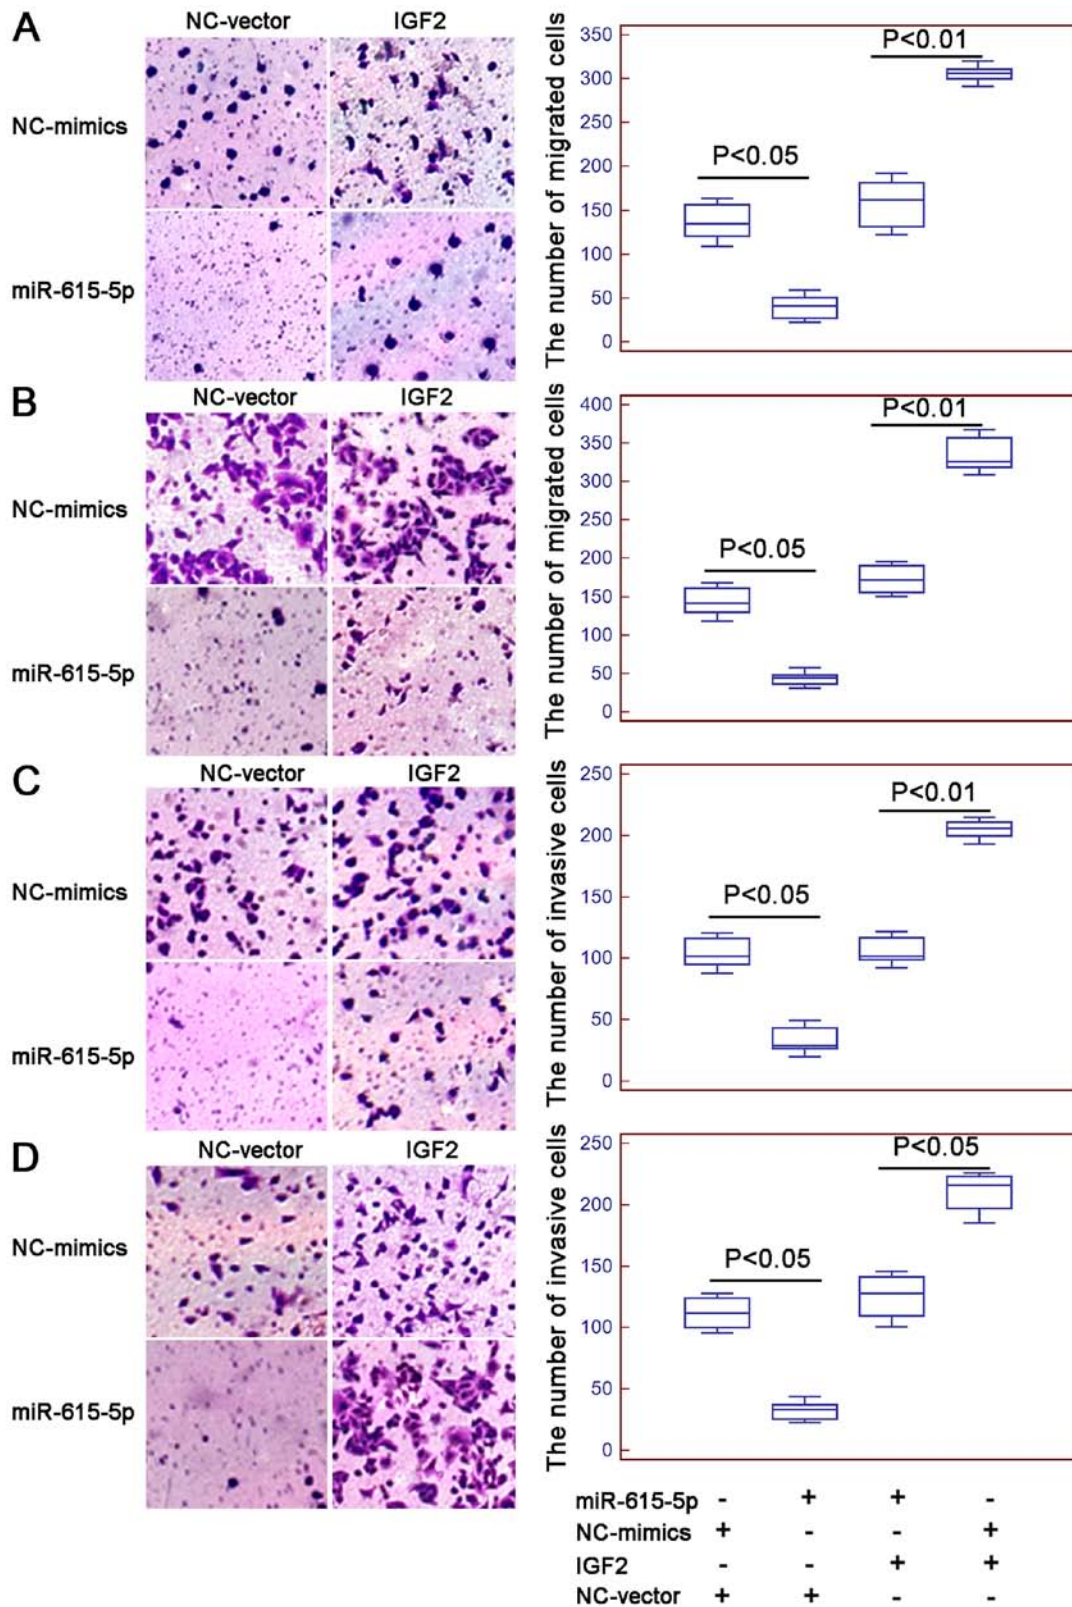 A
NC-vector IGF2
NC-mimics
miR-615-5p
The number of migrated cells
350
300
250
200
150
100
50
0
P<0.05
P<0.01
B
NC-vector IGF2
NC-mimics
miR-615-5p
The number of migrated cells
400
350
300
250
200
150
100
50
0
P<0.05
P<0.01
C
NC-vector IGF2
NC-mimics
miR-615-5p
The number of invasive cells
250
200
150
100
50
0
P<0.05
P<0.01
D
NC-vector IGF2
NC-mimics
miR-615-5p
The number of invasive cells
250
200
150
100
50
0
P<0.05
P<0.05
miR-615-5p - + + -
NC-mimics + - - +
IGF2 - - + +
NC-vector + + - -